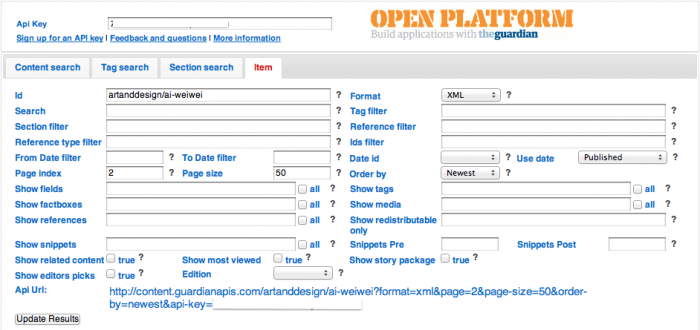 Api Key
OPEN PLATFORM
Build applications with theguardian
Sign up for an API key I Feedback and questions I More information
Content search Tag search Section search Item
Id artanddesign/ai-weiwei ? Format XML ?
Search ? Tag filter ?
Section filter ? Reference filter ?
Reference type filter ? Ids filter ?
From Date filter ? To Date filter ? Date id ? Use date Published ?
Page index 2 ? Page size 50 ? Order by Newest ?
Show fields all ? Show tags all ?
Show factboxes all ? Show media all ?
Show references all ? Show redistributable only ?
Show snippets all ? Snippets Pre ? Snippets Post ?
Show related content true ? Show most viewed true ? Show story package true ?
Show editors picks true ? Edition ?
Api Url:
http://content.guardianapis.com/artanddesign/ai-weiwei?format=xml&page=2&page-size=50&order-
by=newest&api-key=
Update Results